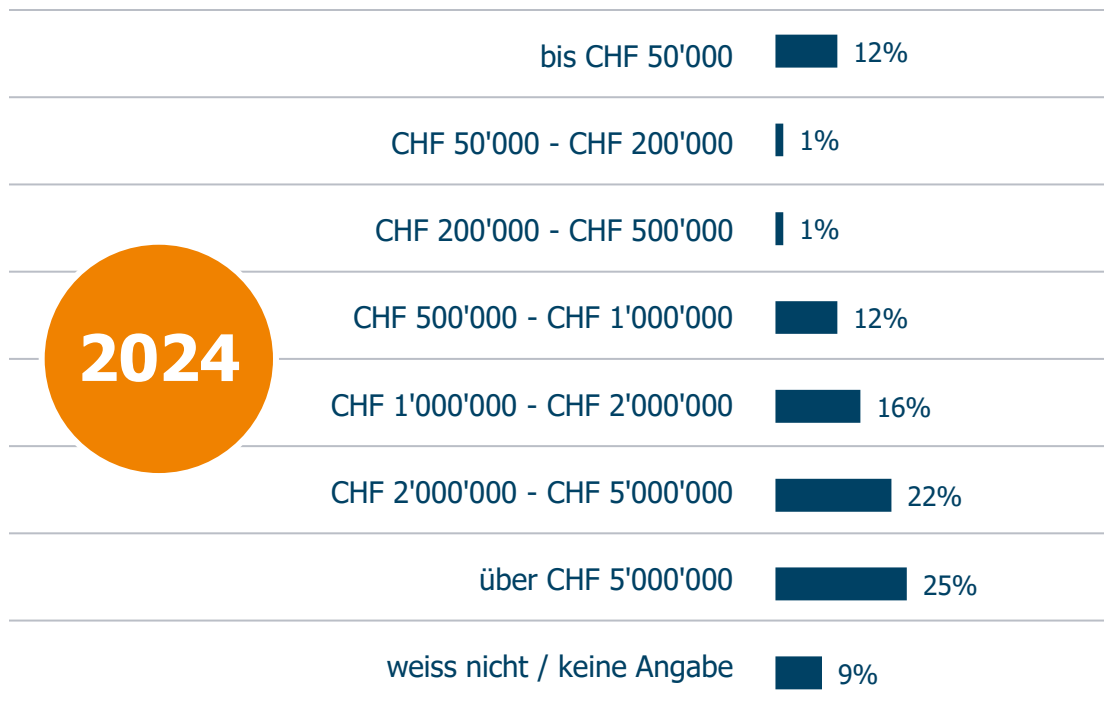 bis CHF 50'000 12%
CHF 50'000 - CHF 200'000 1%
CHF 200'000 - CHF 500'000 1%
CHF 500'000 - CHF 1'000'000 12%
2024
CHF 1'000'000 - CHF 2'000'000 16%
CHF 2'000'000 - CHF 5'000'000 22%
über CHF 5'000'000 25%
weiss nicht / keine Angabe 9%